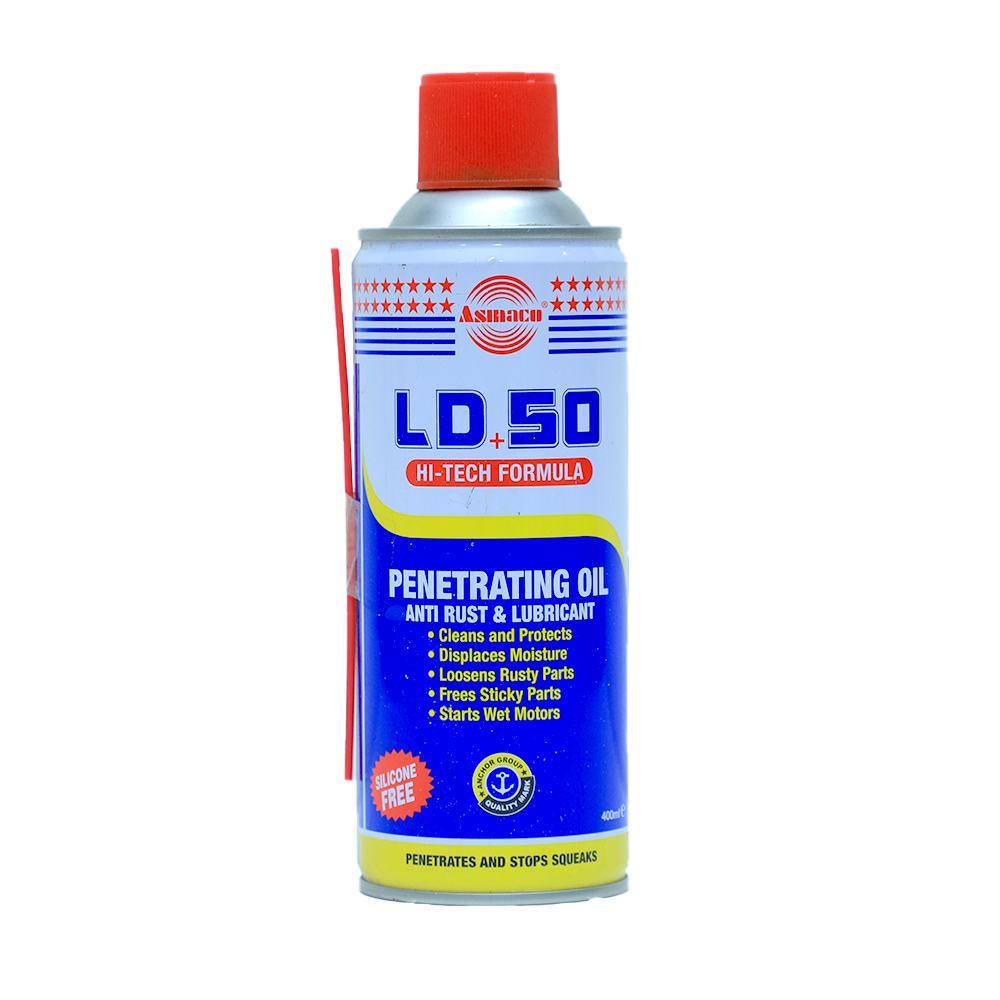 Asmaco®
LD+50
HI-TECH FORMULA
PENETRATING OIL
ANTI RUST & LUBRICANT
• Cleans and Protects
• Displaces Moisture
• Loosens Rusty Parts
• Frees Sticky Parts
• Starts Wet Motors
SILICONE
FREE
ANCHOR GROUP
QUALITY MARK
400ml e
PENETRATES AND STOPS SQUEAKS